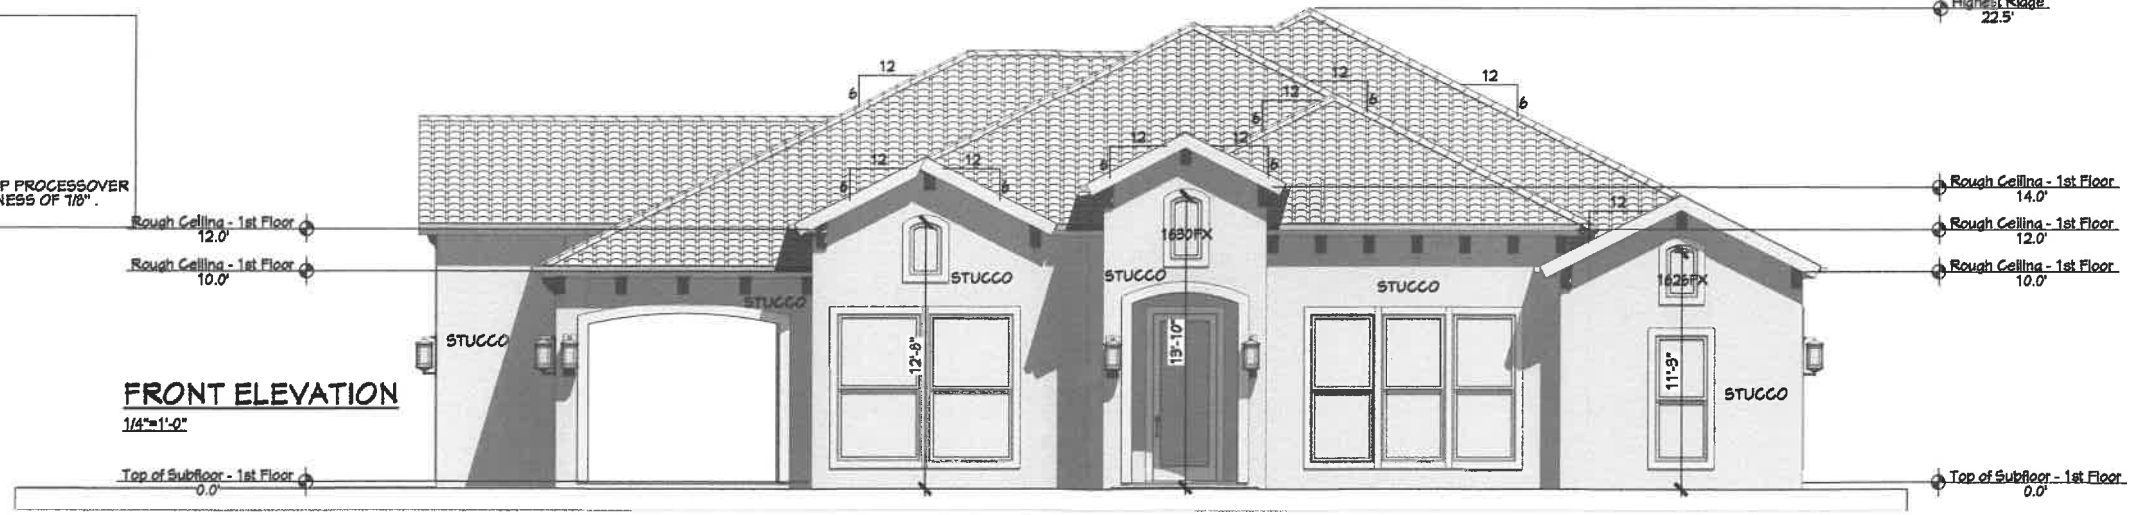 Highest Ridge
22.5'
12
6
12
6
12
6
12
6
12
6
12
6
12
6
12
6
12
6
P PROCESSOVER
NESS OF 7/8".
Rough Ceiling - 1st Floor
14.0'
Rough Ceiling - 1st Floor
12.0'
Rough Ceiling - 1st Floor
12.0'
Rough Ceiling - 1st Floor
10.0'
Rough Ceiling - 1st Floor
10.0'
1630FX
STUCCO
STUCCO
1626FX
STUCCO
STUCCO
STUCCO
12'-8"
13'-10"
11'-3"
STUCCO
FRONT ELEVATION
1/4"=1'-0"
Top of Subfloor - 1st Floor
0.0'
Top of Subfloor - 1st Floor
0.0'